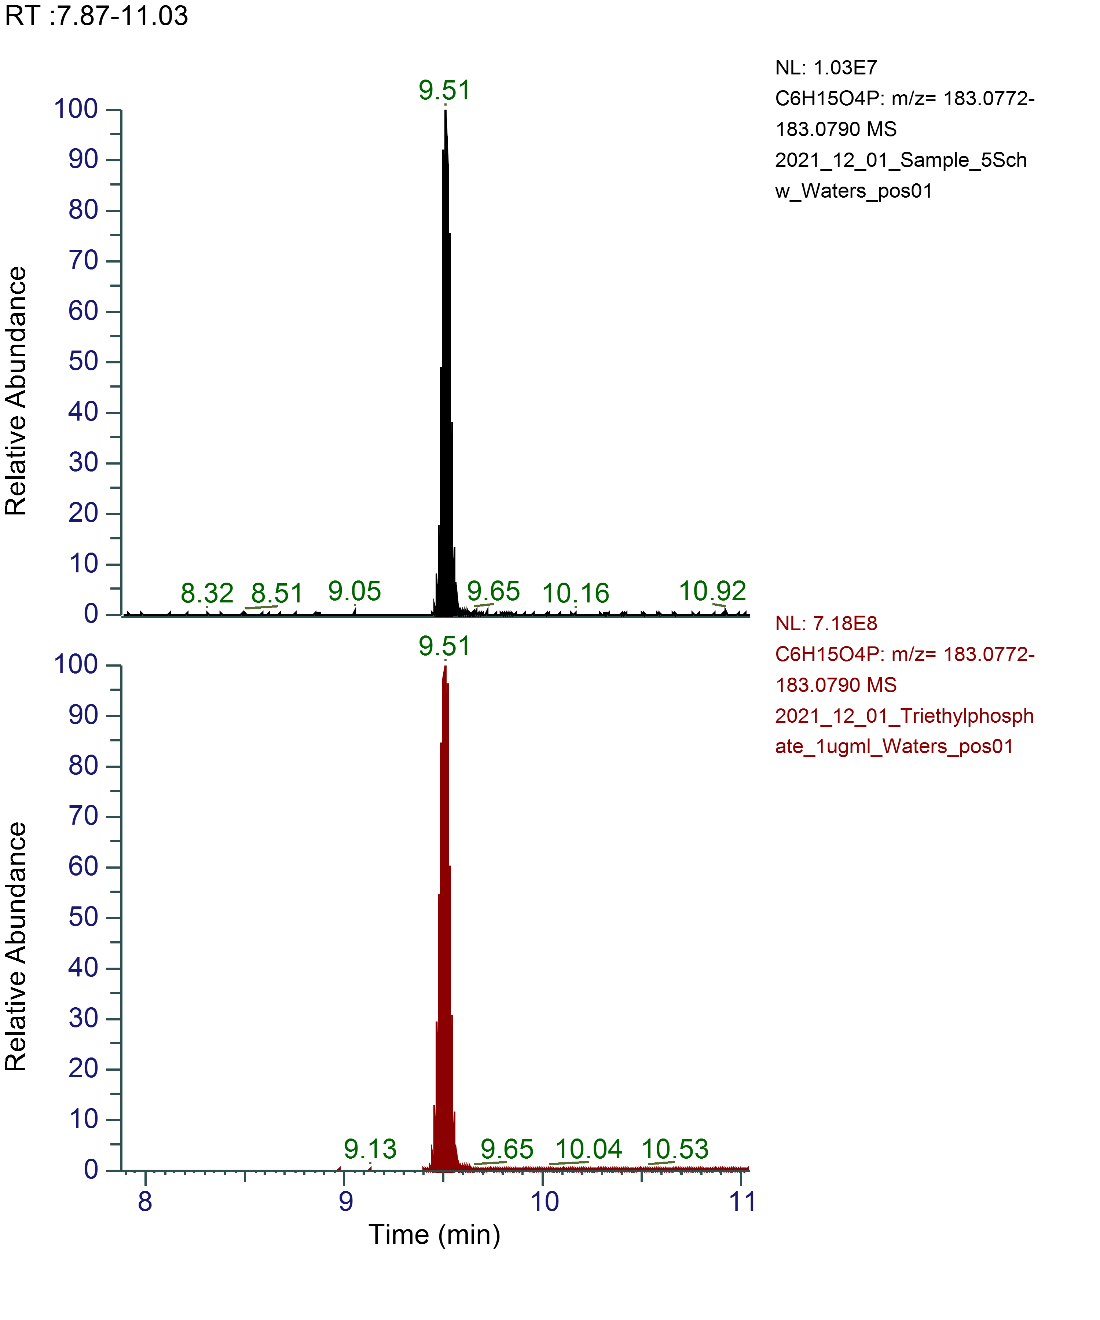 RT :7.87-11.03
NL: 1.03E7
C6H15O4P: m/z= 183.0772-
183.0790 MS
2021_12_01_Sample_5Sch
w_Waters_pos01
9.51
100
90
80
70
60
50
40
30
20
10
0
Relative Abundance
8.32 8.51 9.05 9.65 10.16 10.92
NL: 7.18E8
C6H15O4P: m/z= 183.0772-
183.0790 MS
2021_12_01_Triethylphosph
ate_1ugml_Waters_pos01
9.51
100
90
80
70
60
50
40
30
20
10
0
Relative Abundance
9.13 9.65 10.04 10.53
8 9 10 11
Time (min)